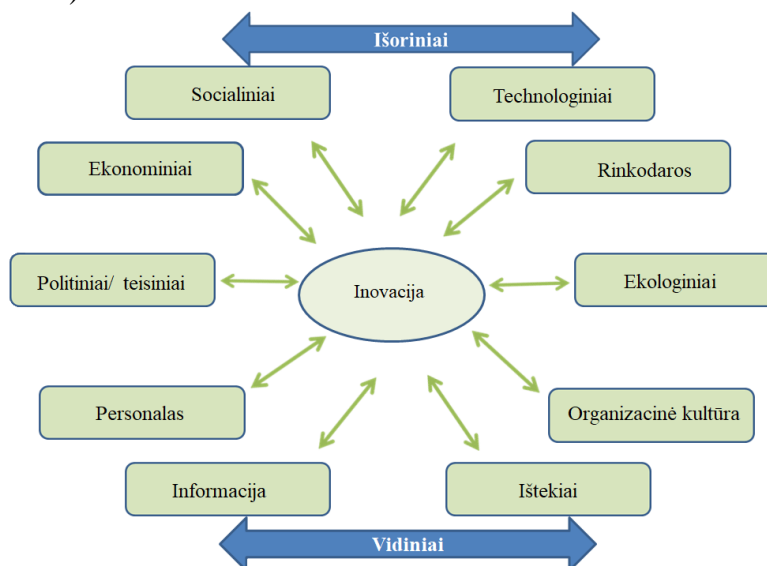 )
Išoriniai
Socialiniai
Technologiniai
Ekonominiai
Rinkodaros
Politiniai/ teisiniai
Inovacija
Ekologiniai
Personalas
Organizacinė kultūra
Informacija
Ištekiai
Vidiniai